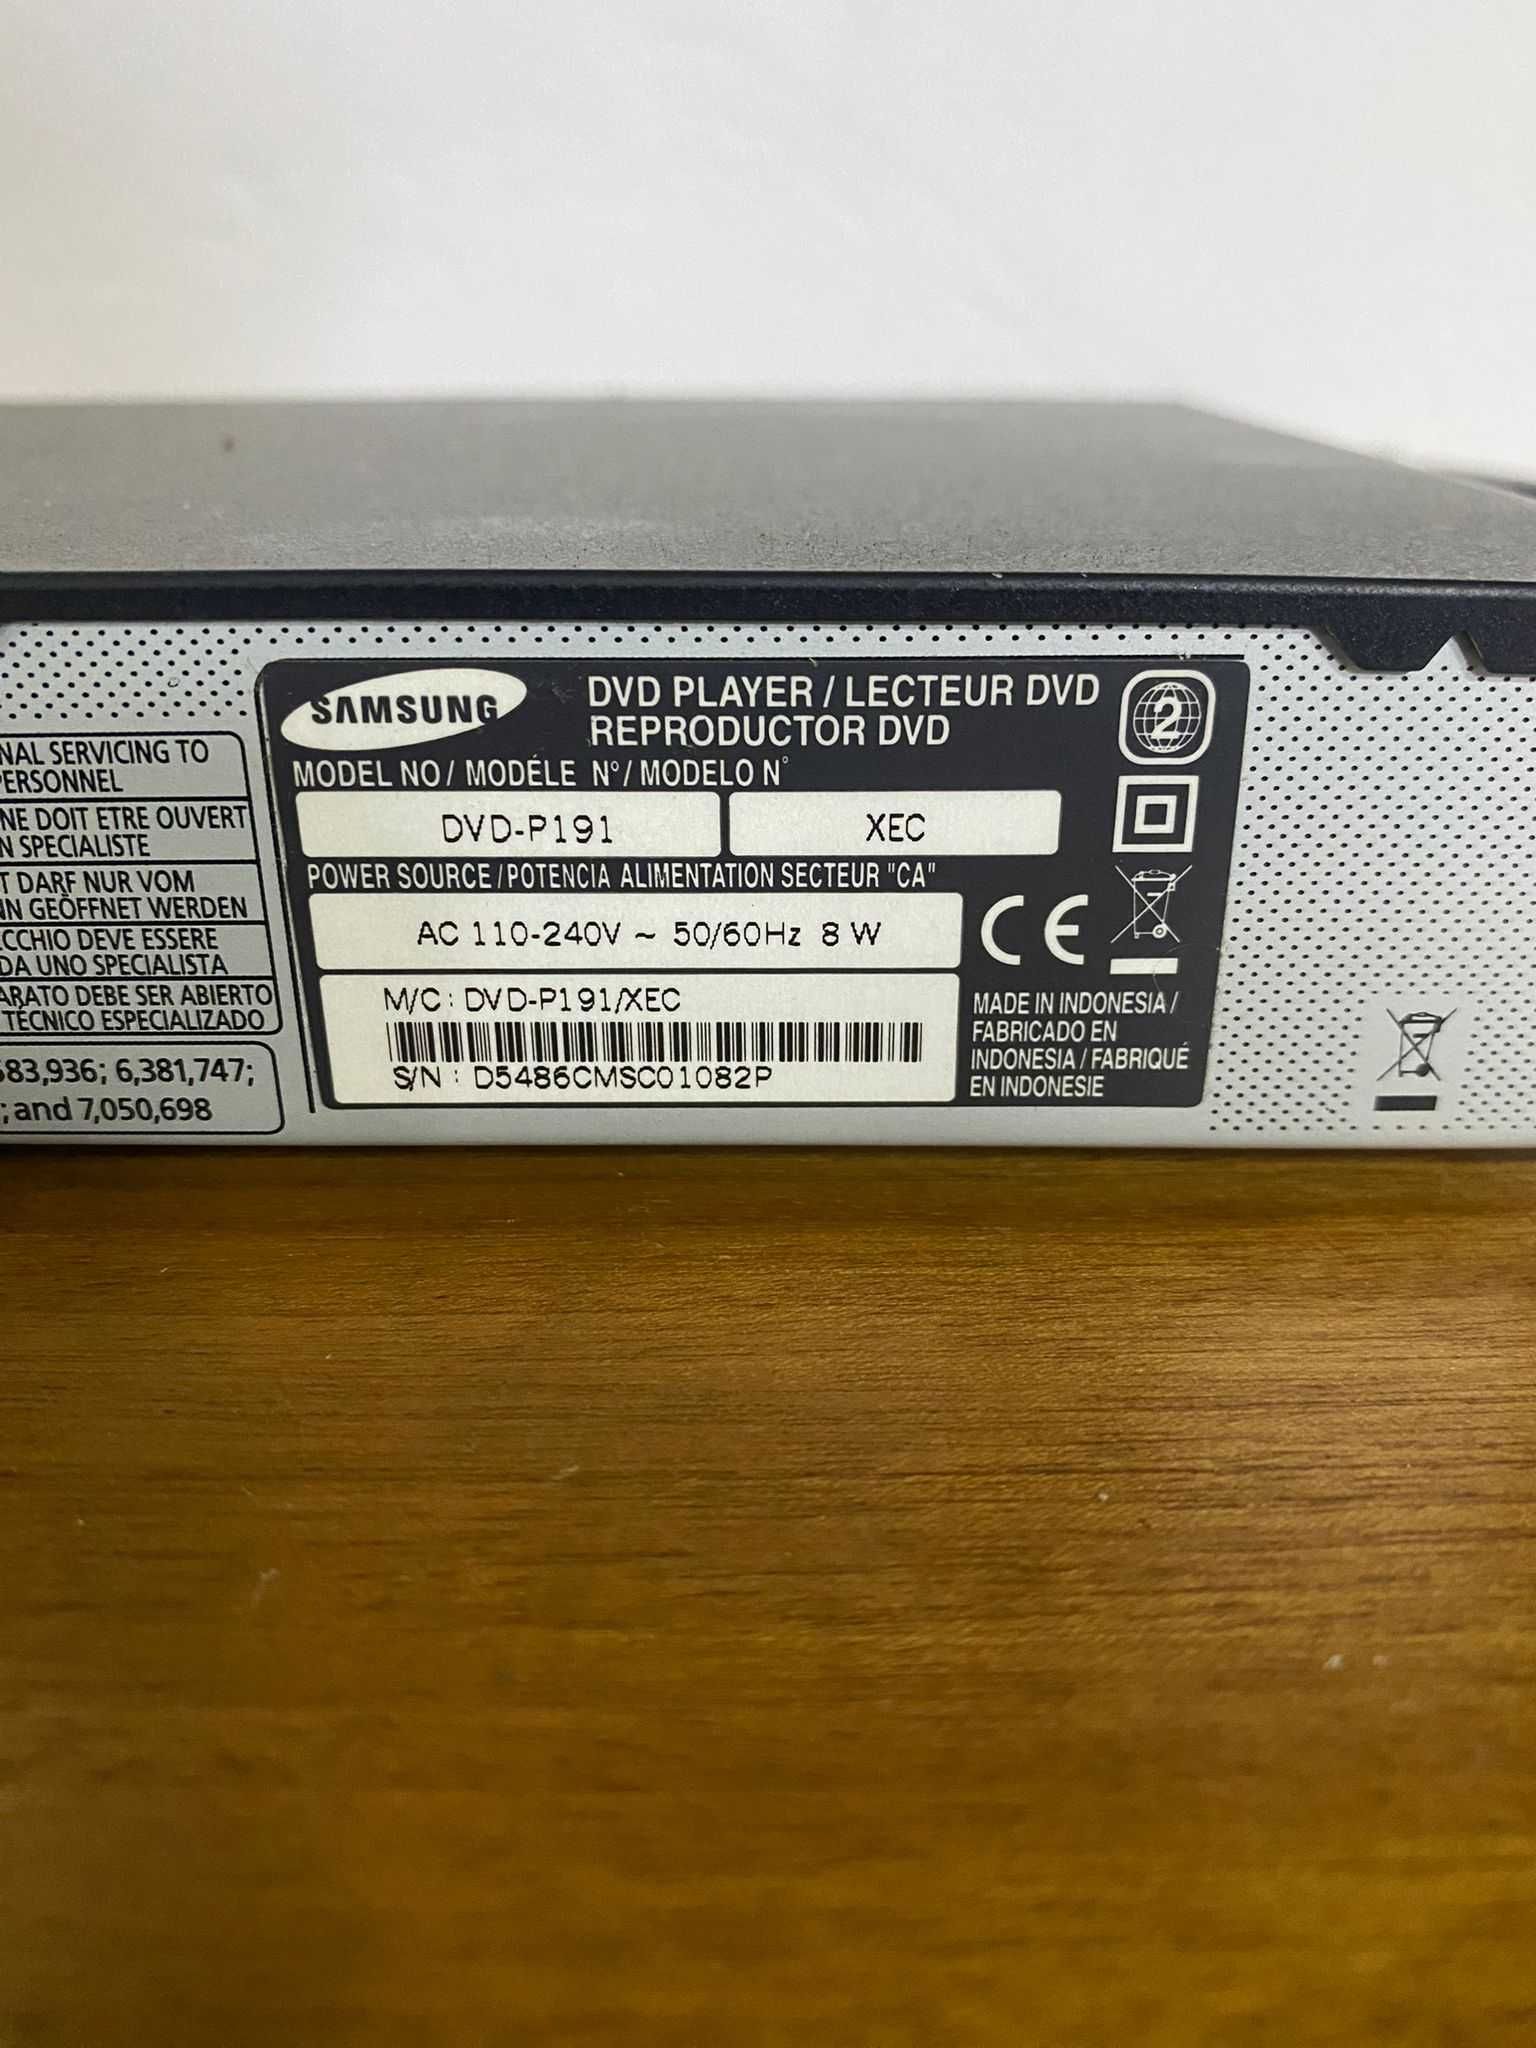 NAL SERVICING TO
PERSONNEL
NE DOIT ETRE OUVERT
N SPECIALISTE
T DARF NUR VOM
NN GEÖFFNET WERDEN
ECCHIO DEVE ESSERE
DA UNO SPECIALISTA
ARATO DEBE SER ABIERTO
TÉCNICO ESPECIALIZADO
583,936; 6,381,747;
; and 7,050,698
SAMSUNG
DVD PLAYER / LECTEUR DVD
REPRODUCTOR DVD
2
MODEL NO / MODÉLE N° / MODELO N°
DVD-P191
XEC
POWER SOURCE / POTENCIA ALIMENTATION SECTEUR "CA"
AC 110-240V ~ 50/60Hz 8 W
CE
M/C : DVD-P191/XEC
S/N : D5486CMSC01082P
MADE IN INDONESIA /
FABRICADO EN
INDONESIA / FABRIQUÉ
EN INDONESIE